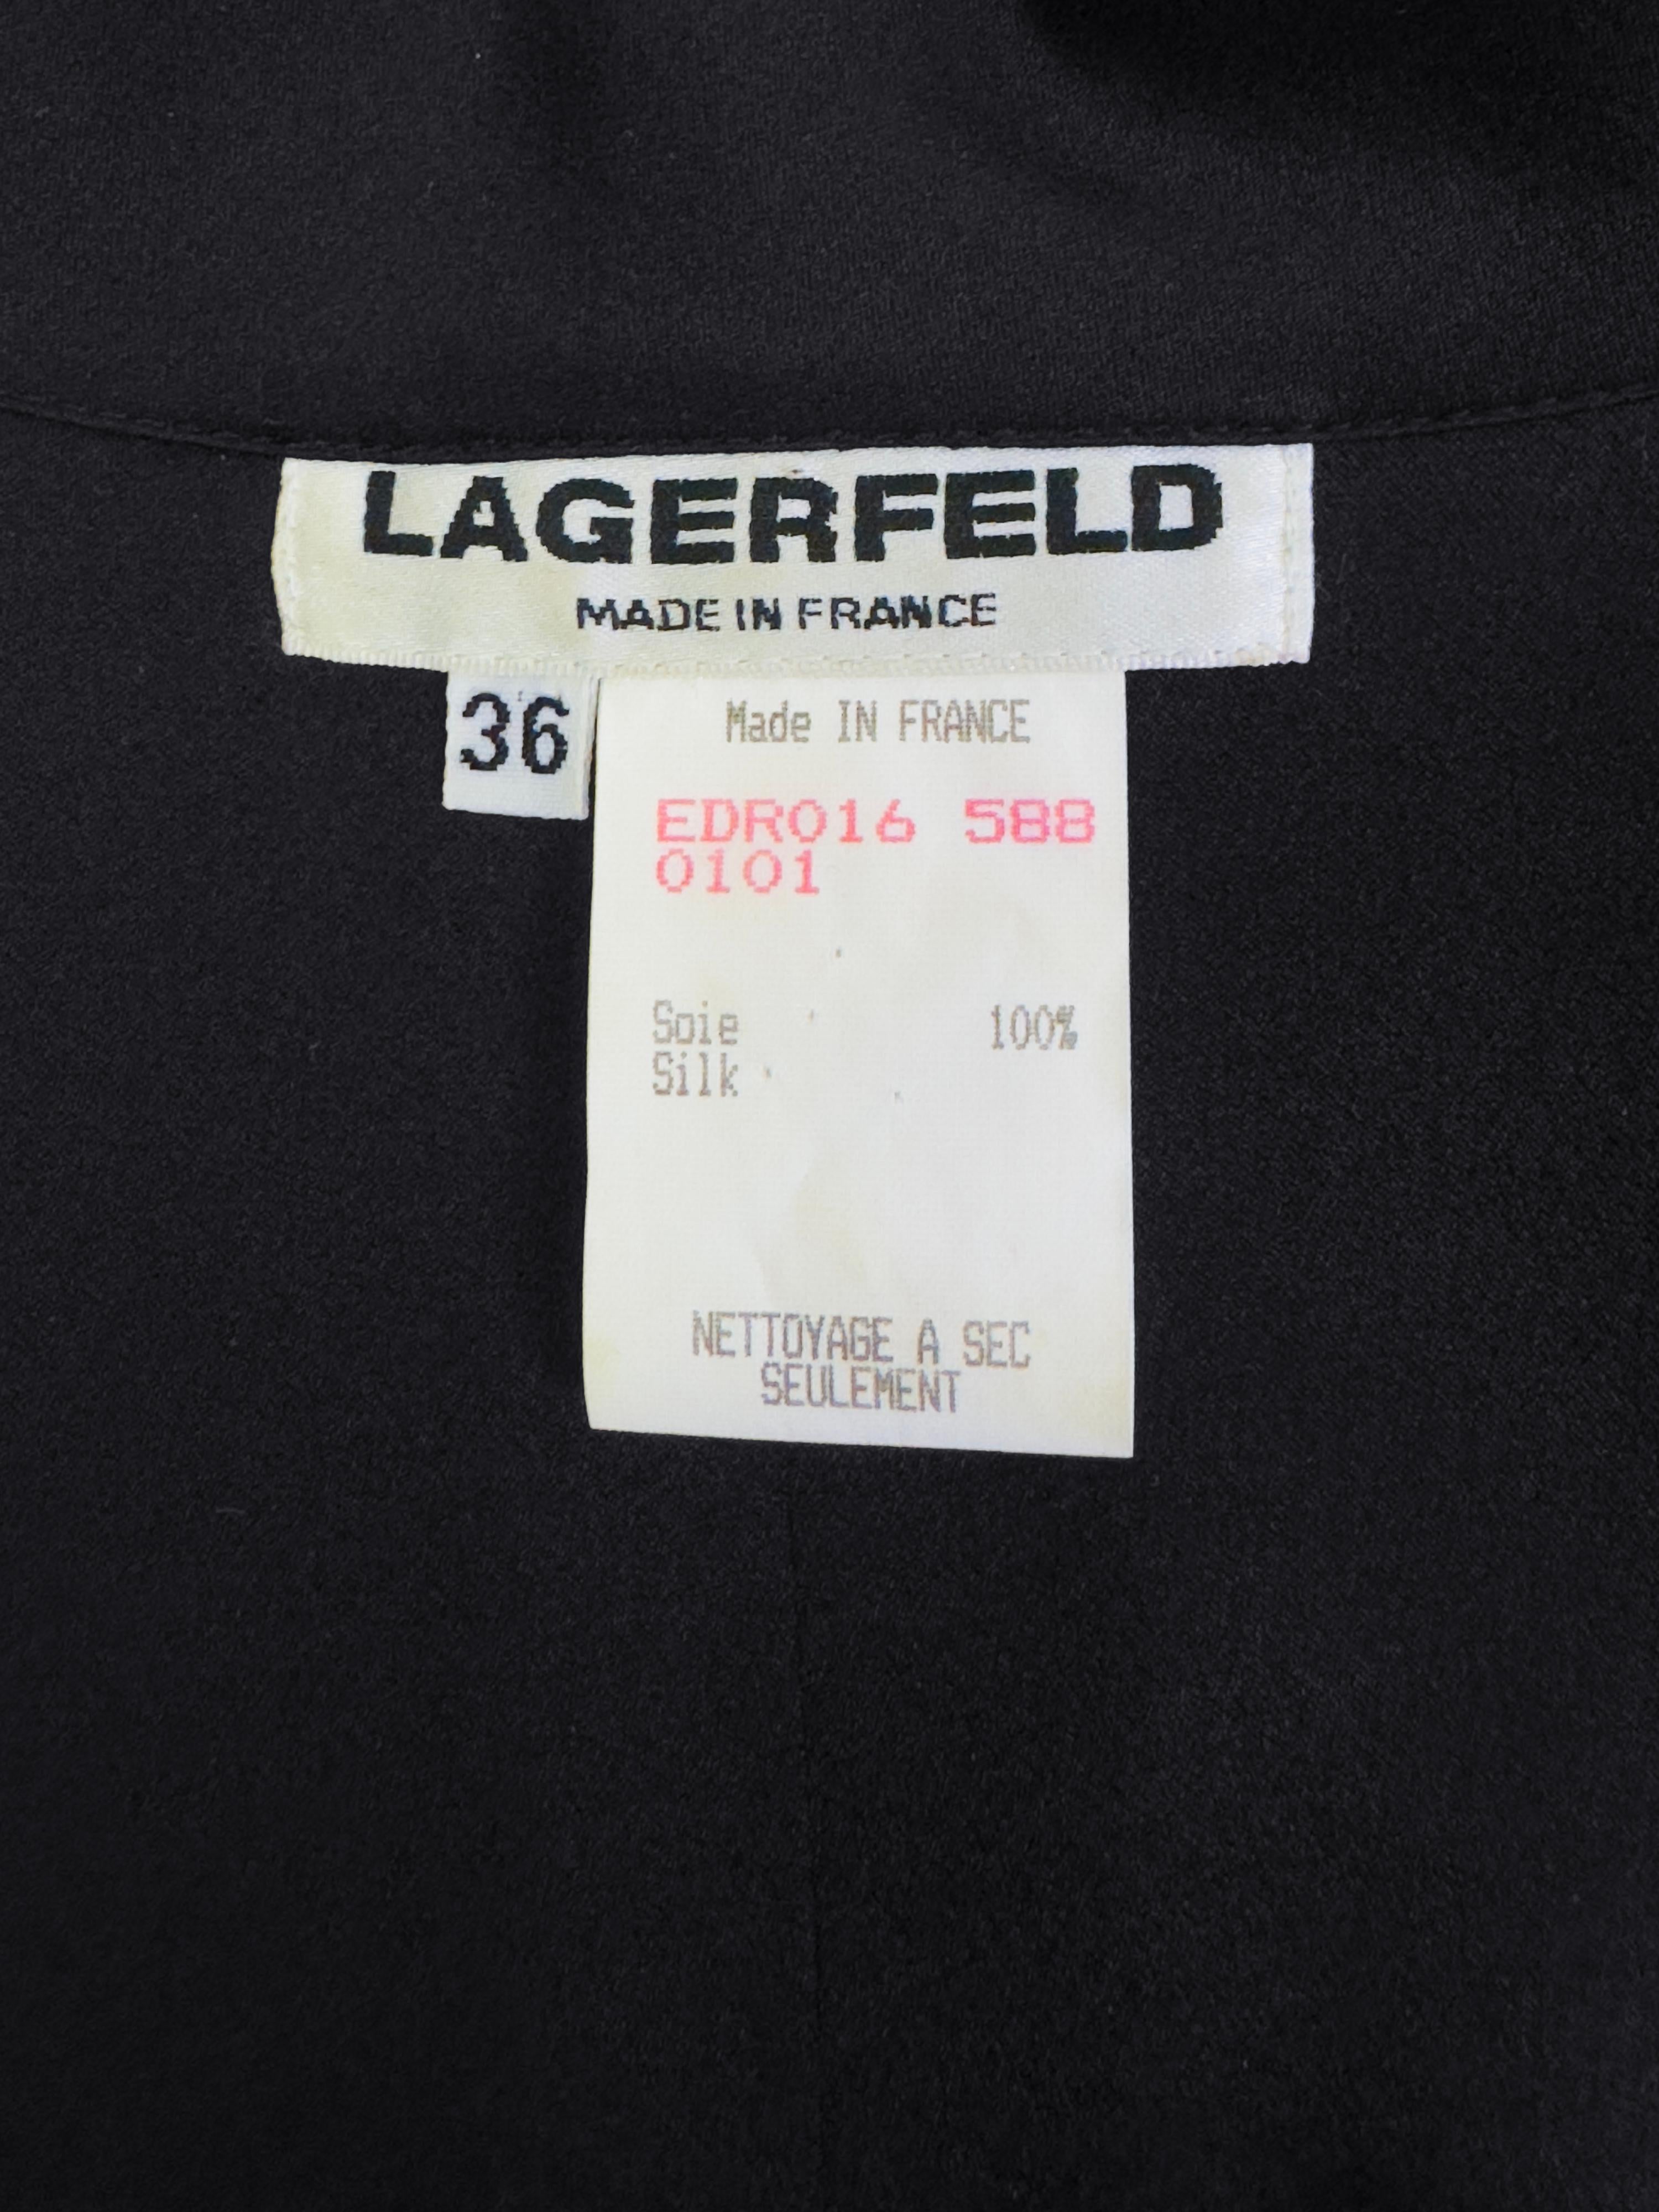 LAGERFELD
MADE IN FRANCE
36
Made IN FRANCE
EDR016 588
0101
Soie 100%
Silk
NETTOYAGE A SEC
SEULEMENT